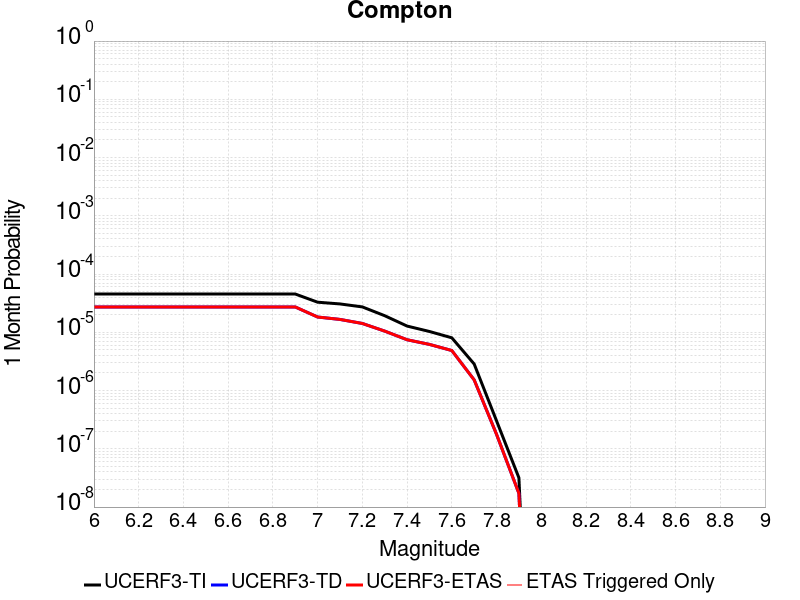 Compton
1 Month Probability
10^0
10^-1
10^-2
10^-3
10^-4
10^-5
10^-6
10^-7
10^-8
6 6.2 6.4 6.6 6.8 7 7.2 7.4 7.6 7.8 8 8.2 8.4 8.6 8.8 9
Magnitude
UCERF3-TI UCERF3-TD UCERF3-ETAS ETAS Triggered Only